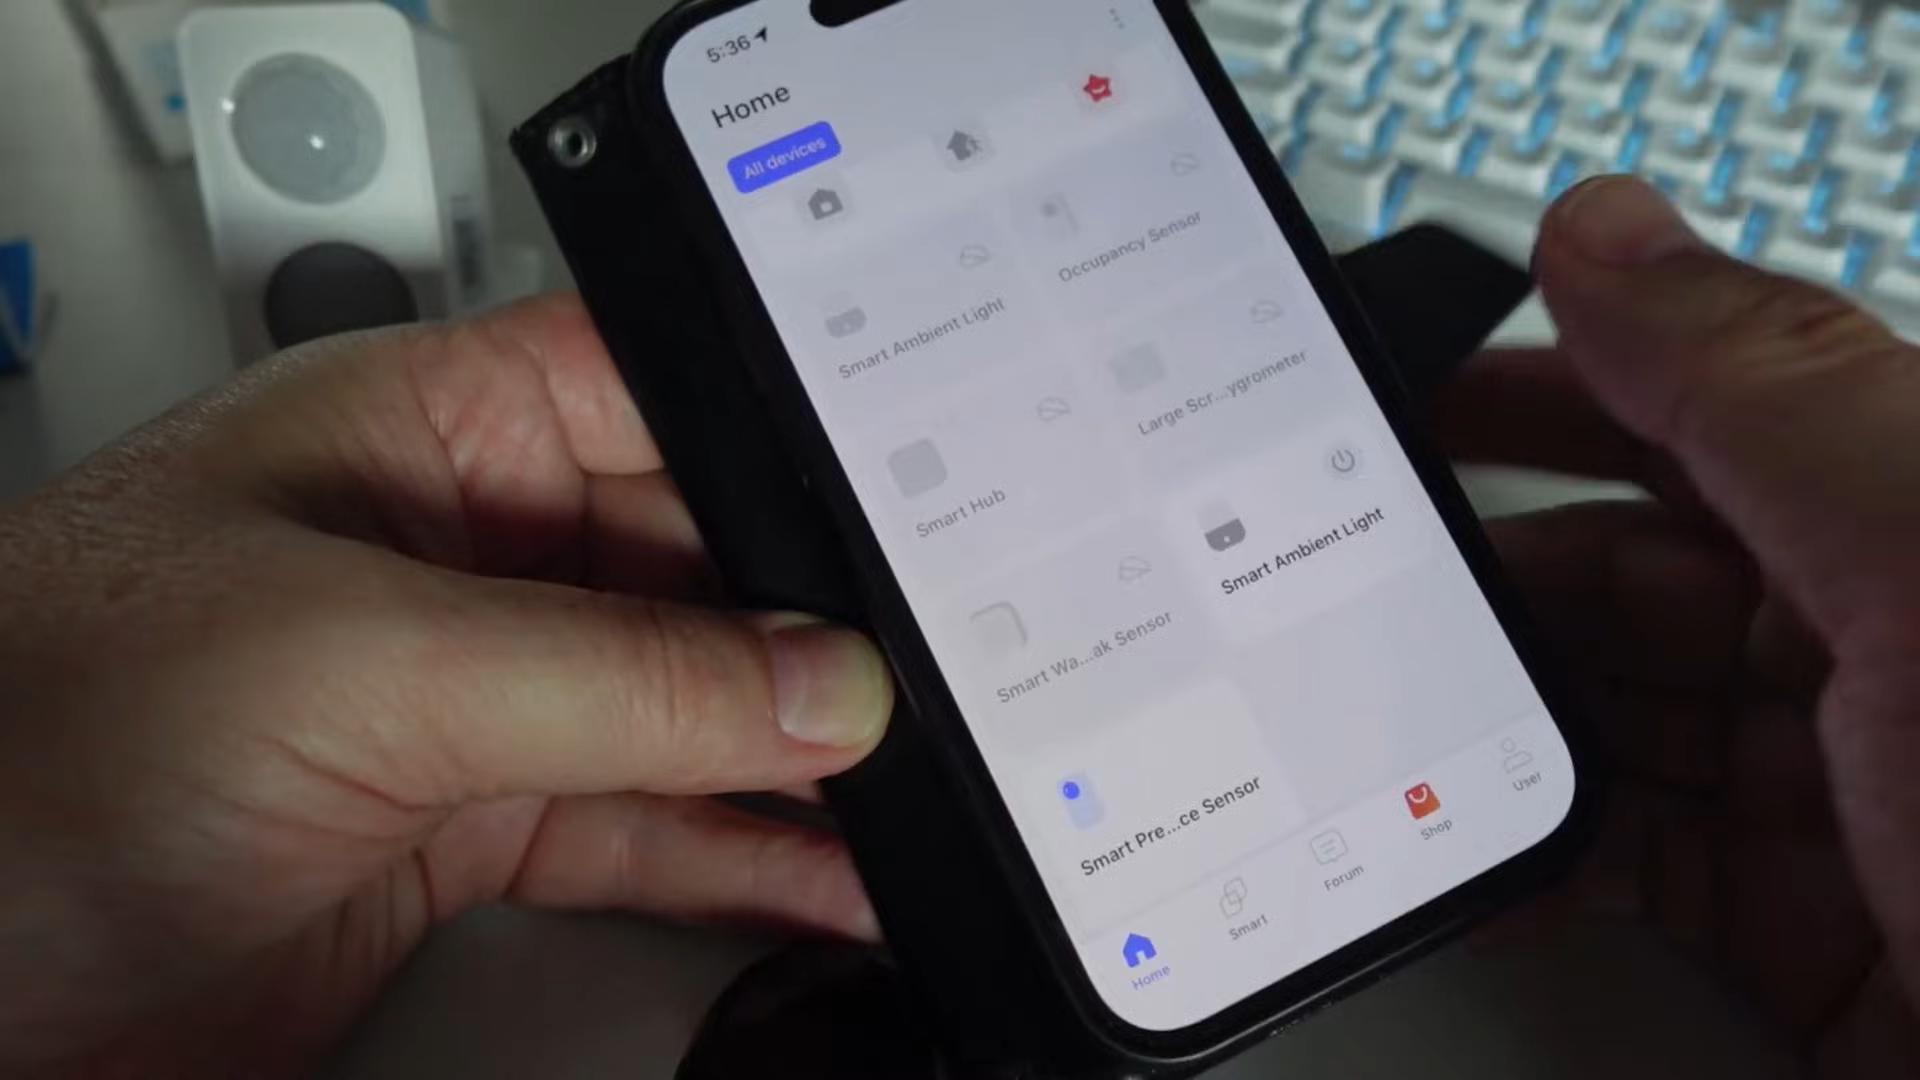 5:36
Home
All devices
Smart Ambient Light
Occupancy Sensor
Smart Hub
Large Scr...ygrometer
Smart Wa...ak Sensor
Smart Ambient Light
Smart Pre...ce Sensor
Home
Smart
Forum
Shop
User